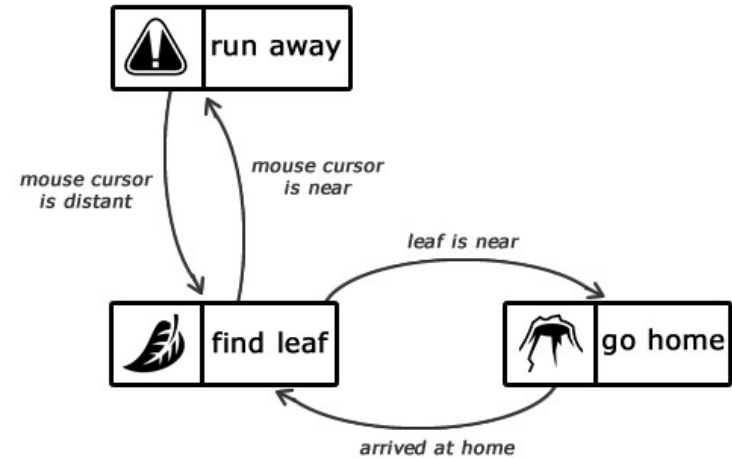 run away
mouse cursor
is distant
mouse cursor
is near
leaf is near
find leaf
go home
arrived at home